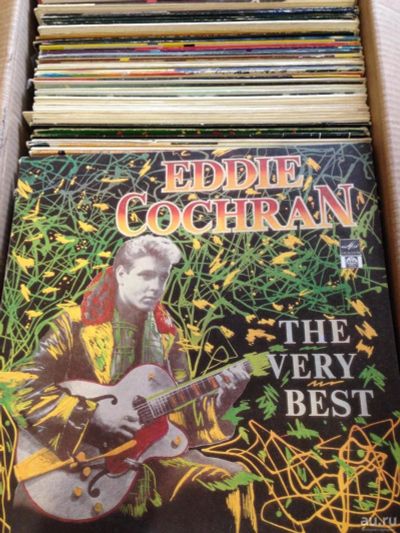 EDDIE
COCHRAN
THE
VERY
BEST
au.ru